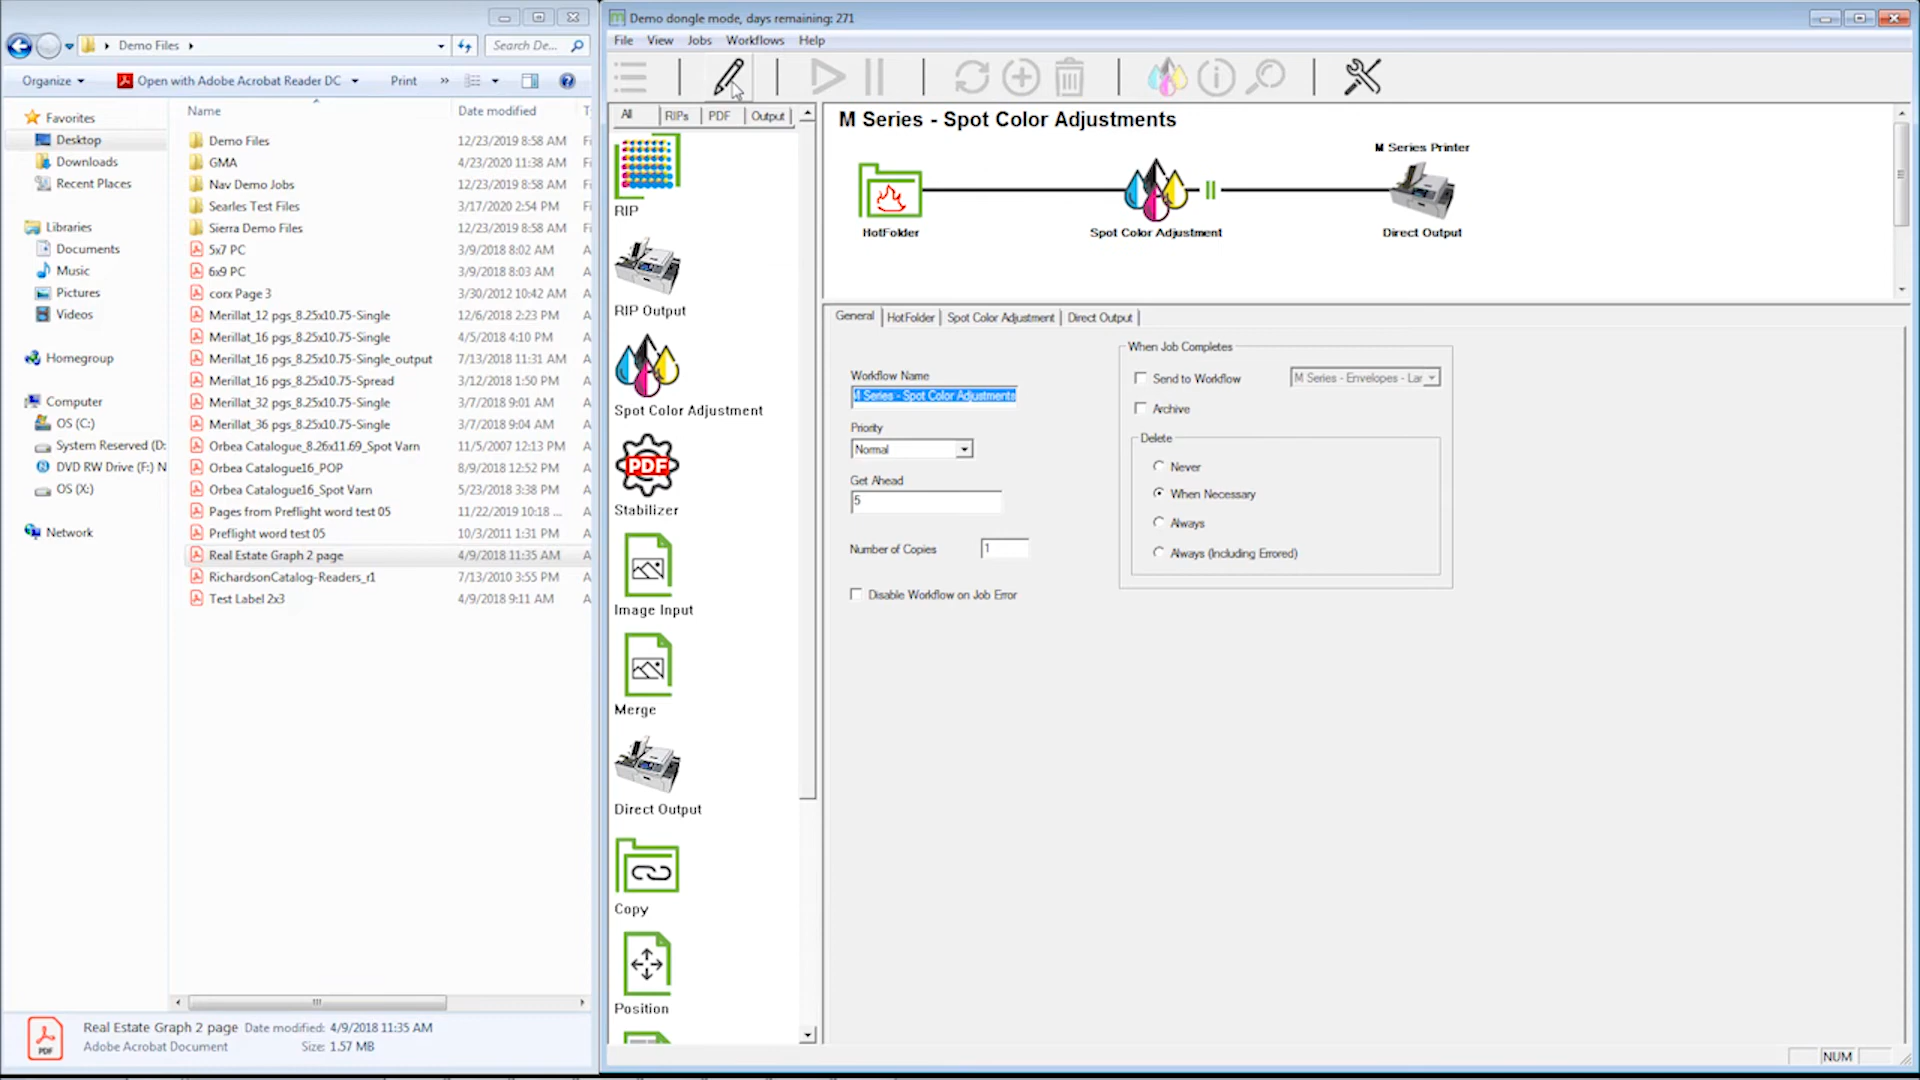 Demo Files
Search De...
Organize
Open with Adobe Acrobat Reader DC
Print
»
Name
Date modified
Favorites
Desktop
Downloads
Recent Places
Libraries
Documents
Music
Pictures
Videos
Homegroup
Computer
OS (C:)
System Reserved (D:
DVD RW Drive (F:) N
OS (X:)
Network
Demo Files 12/23/2019 8:58 AM Fi
GMA 4/23/2020 11:38 AM Fi
Nav Demo Jobs 12/23/2019 8:58 AM Fi
Searles Test Files 3/17/2020 2:54 PM Fi
Sierra Demo Files 12/23/2019 8:58 AM Fi
5x7 PC 3/9/2018 8:02 AM A
6x9 PC 3/9/2018 8:03 AM A
corx Page 3 3/30/2012 10:42 AM A
Merillat_12 pgs_8.25x10.75-Single 12/6/2018 2:23 PM A
Merillat_16 pgs_8.25x10.75-Single 4/5/2018 4:10 PM A
Merillat_16 pgs_8.25x10.75-Single_output 7/13/2018 11:31 AM A
Merillat_16 pgs_8.25x10.75-Spread 3/12/2018 1:50 PM A
Merillat_32 pgs_8.25x10.75-Single 3/7/2018 9:01 AM A
Merillat_36 pgs_8.25x10.75-Single 3/7/2018 9:04 AM A
Orbea Catalogue_8.26x11.69_Spot Varn 11/5/2007 12:13 PM A
Orbea Catalogue16_POP 8/9/2018 12:52 PM A
Orbea Catalogue16_Spot Varn 5/23/2018 3:38 PM A
Pages from Preflight word test 05 11/22/2019 10:18 ... A
Preflight word test 05 10/3/2011 1:31 PM A
Real Estate Graph 2 page 4/9/2018 11:35 AM A
RichardsonCatalog-Readers_r1 7/13/2010 3:55 PM A
Test Label 2x3 4/9/2018 9:11 AM A
Real Estate Graph 2 page Date modified: 4/9/2018 11:35 AM
Adobe Acrobat Document Size: 1.57 MB
PDF
Demo dongle mode, days remaining: 271
File View Jobs Workflows Help
All RIPs PDF Output
RIP
RIP Output
Spot Color Adjustment
PDF
Stabilizer
Image Input
Merge
Direct Output
Copy
Position
M Series - Spot Color Adjustments
M Series Printer
HotFolder
Spot Color Adjustment
Direct Output
General HotFolder Spot Color Adjustment Direct Output
Workflow Name
M Series - Spot Color Adjustments
Priority
Normal
Get Ahead
5
Number of Copies 1
Disable Workflow on Job Error
When Job Completes
Send to Workflow M Series - Envelopes - Lar
Archive
Delete
Never
When Necessary
Always
Always (Including Errored)
NUM